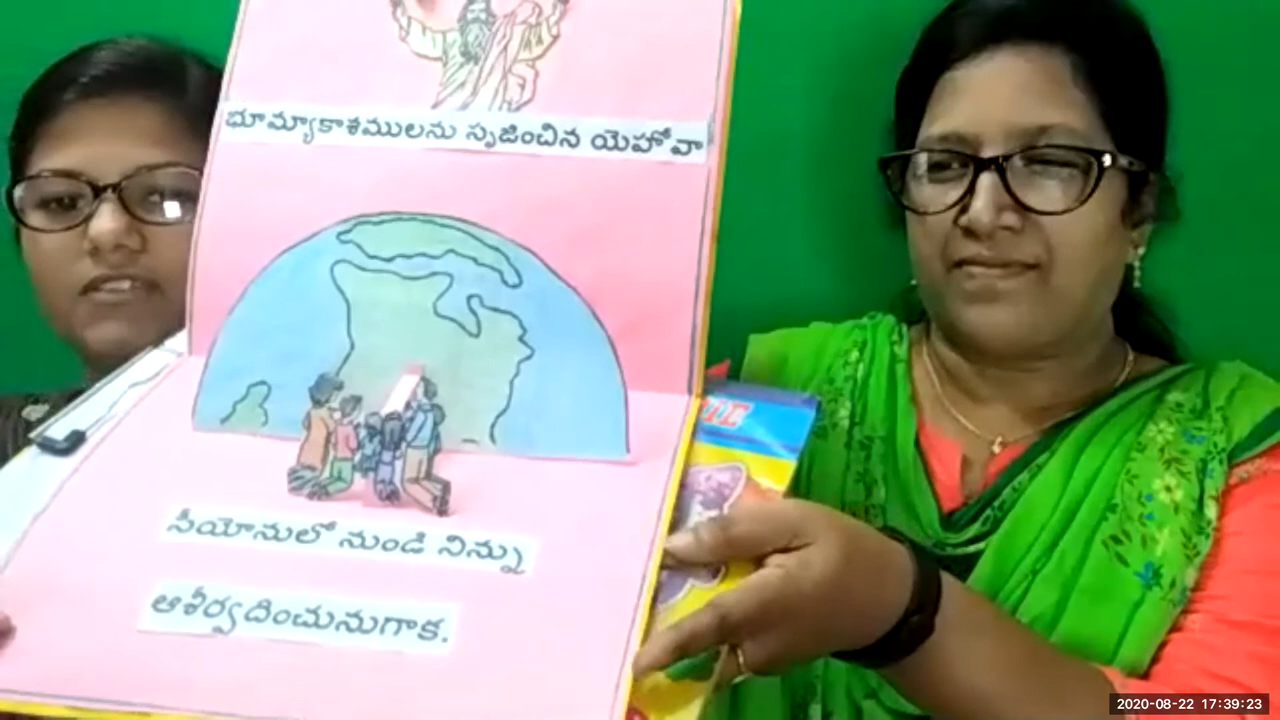 భూమ్యాకాశములను సృజించిన యెహోవా
సీయోనులో నుండి నిన్ను
ఆశీర్వదించునుగాక.
2020-08-22 17:39:23